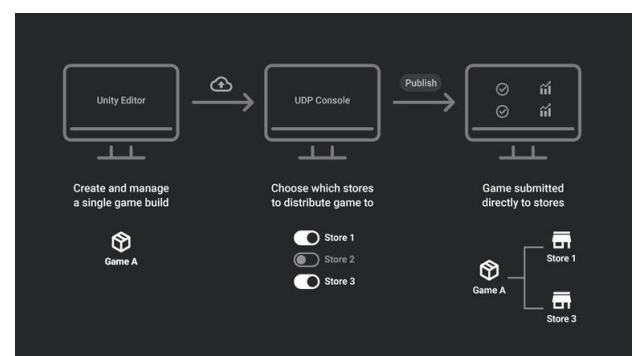 Unity Editor
UDP Console
Publish
Create and manage
a single game build
Game A
Choose which stores
to distribute game to
Store 1
Store 2
Store 3
Game submitted
directly to stores
Game A
Store 1
Store 3